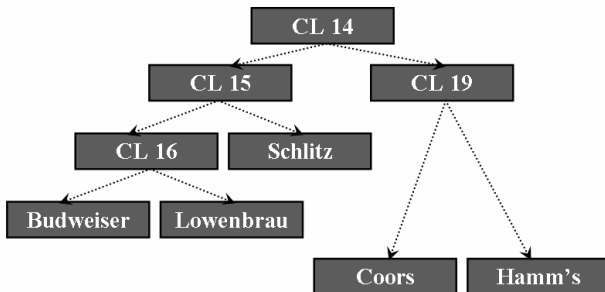 CL 14
CL 15
CL 19
CL 16
Schlitz
Budweiser
Lowenbrau
Coors
Hamm's